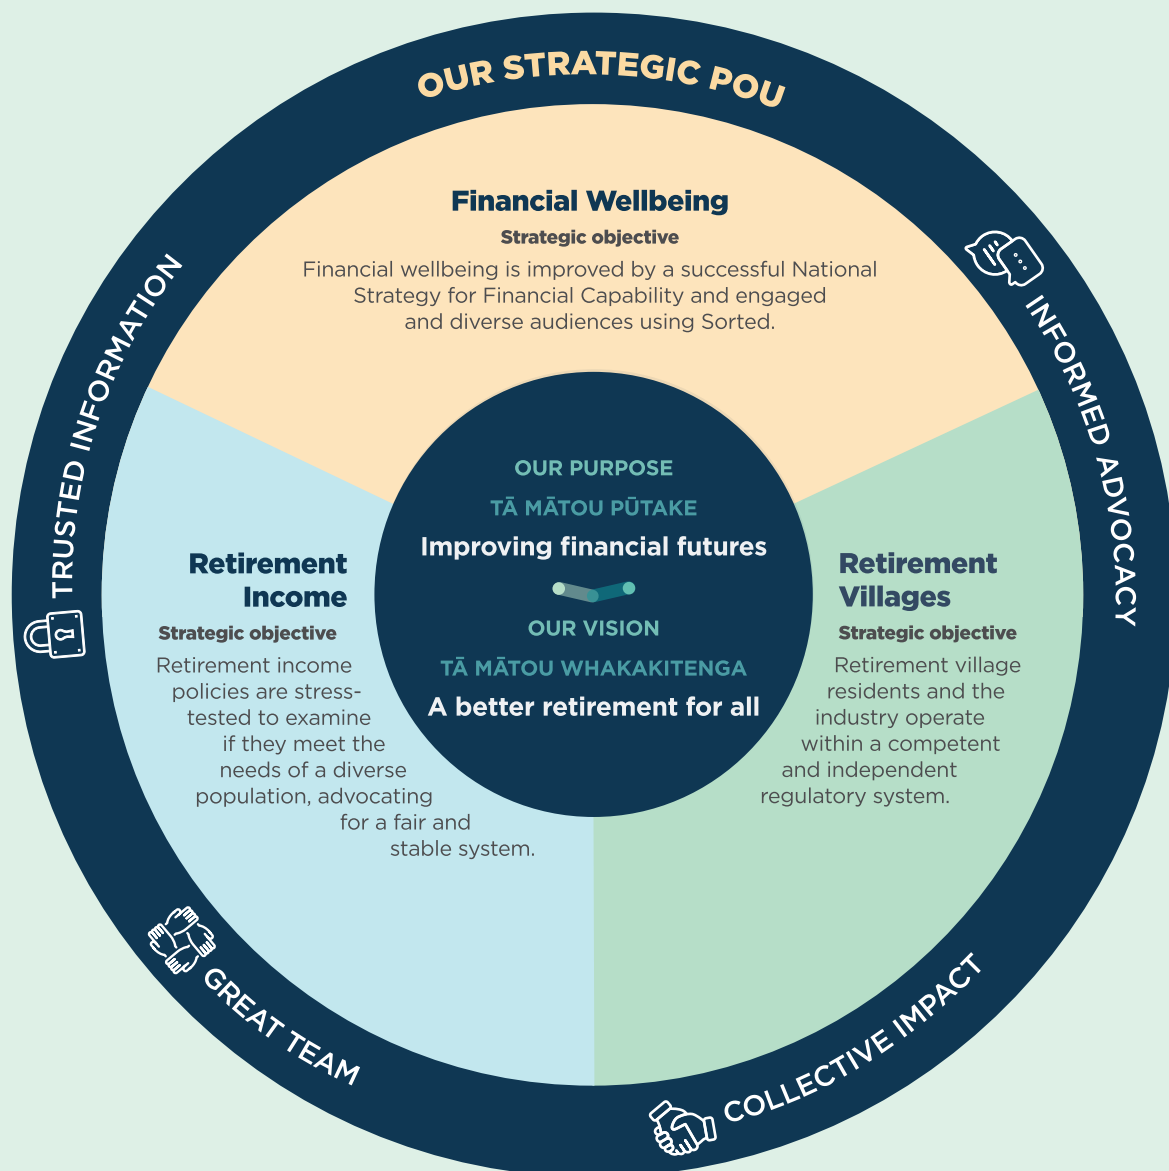 OUR STRATEGIC POU
Financial Wellbeing
Strategic objective
Financial wellbeing is improved by a successful National
Strategy for Financial Capability and engaged
and diverse audiences using Sorted.
TRUSTED INFORMATION
INFORMED ADVOCACY
OUR PURPOSE
TĀ MĀTOU PŪTAKE
Improving financial futures
OUR VISION
TĀ MĀTOU WHAKAKITENGA
A better retirement for all
Retirement
Income
Strategic objective
Retirement income
policies are stress-
tested to examine
if they meet the
needs of a diverse
population, advocating
for a fair and
stable system.
Retirement
Villages
Strategic objective
Retirement village
residents and the
industry operate
within a competent
and independent
regulatory system.
GREAT TEAM
COLLECTIVE IMPACT